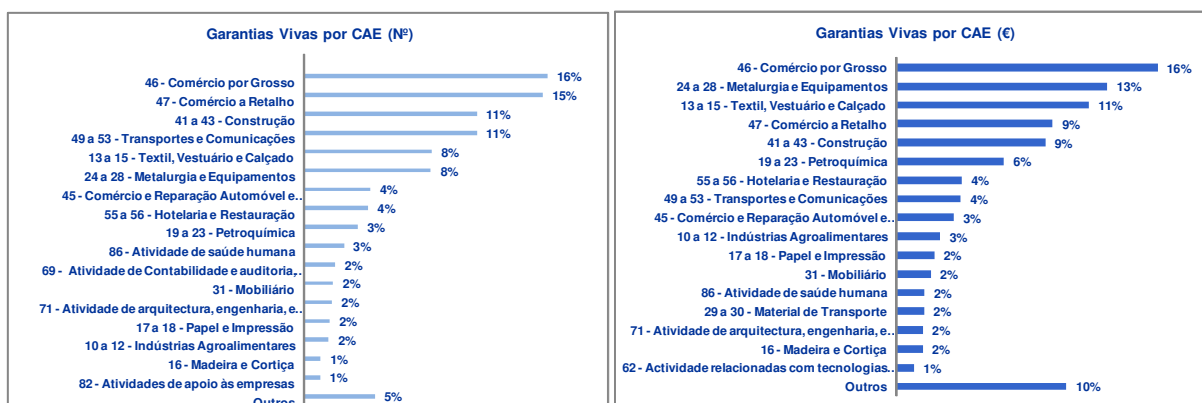 Garantias Vivas por CAE (Nº)
46 - Comércio por Grosso 16%
47 - Comércio a Retalho 15%
41 a 43 - Construção 11%
49 a 53 - Transportes e Comunicações 11%
13 a 15 - Textil, Vestuário e Calçado 8%
24 a 28 - Metalurgia e Equipamentos 8%
45 - Comércio e Reparação Automóvel e.. 4%
55 a 56 - Hotelaria e Restauração 4%
19 a 23 - Petroquímica 3%
86 - Atividade de saúde humana 3%
69 - Atividade de Contabilidade e auditoria,.. 2%
31 - Mobiliário 2%
71 - Atividade de arquitectura, engenharia, e.. 2%
17 a 18 - Papel e Impressão 2%
10 a 12 - Indústrias Agroalimentares 2%
16 - Madeira e Cortiça 1%
82 - Atividades de apoio às empresas 1%
Outros 5%
Garantias Vivas por CAE (€)
46 - Comércio por Grosso 16%
24 a 28 - Metalurgia e Equipamentos 13%
13 a 15 - Textil, Vestuário e Calçado 11%
47 - Comércio a Retalho 9%
41 a 43 - Construção 9%
19 a 23 - Petroquímica 6%
55 a 56 - Hotelaria e Restauração 4%
49 a 53 - Transportes e Comunicações 4%
45 - Comércio e Reparação Automóvel e.. 3%
10 a 12 - Indústrias Agroalimentares 3%
17 a 18 - Papel e Impressão 2%
31 - Mobiliário 2%
86 - Atividade de saúde humana 2%
29 a 30 - Material de Transporte 2%
71 - Atividade de arquitectura, engenharia, e.. 2%
16 - Madeira e Cortiça 2%
62 - Actividade relacionadas com tecnologias.. 1%
Outros 10%